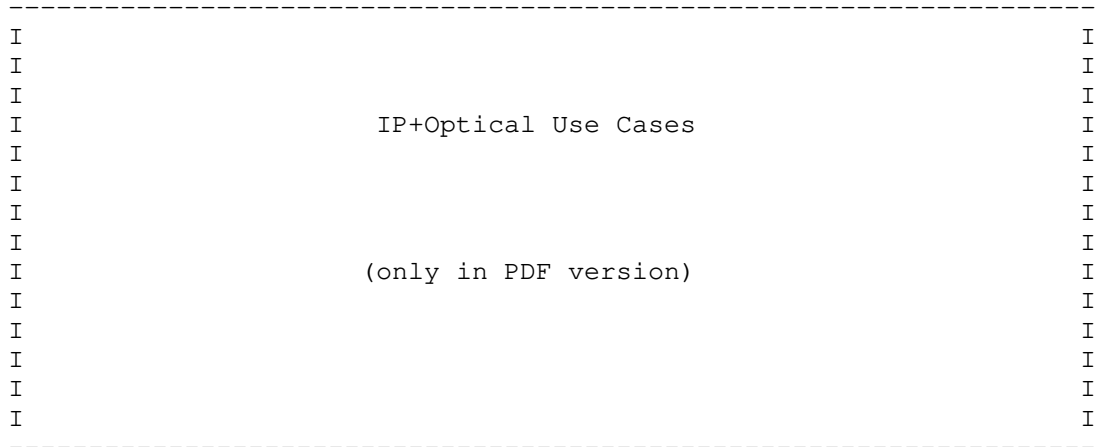 ---------------------------------------------------------------------
I                                                                   I
I                                                                   I
I                                                                   I
I                       IP+Optical Use Cases                        I
I                                                                   I
I                                                                   I
I                                                                   I
I                                                                   I
I                      (only in PDF version)                        I
I                                                                   I
I                                                                   I
I                                                                   I
I                                                                   I
I                                                                   I
---------------------------------------------------------------------